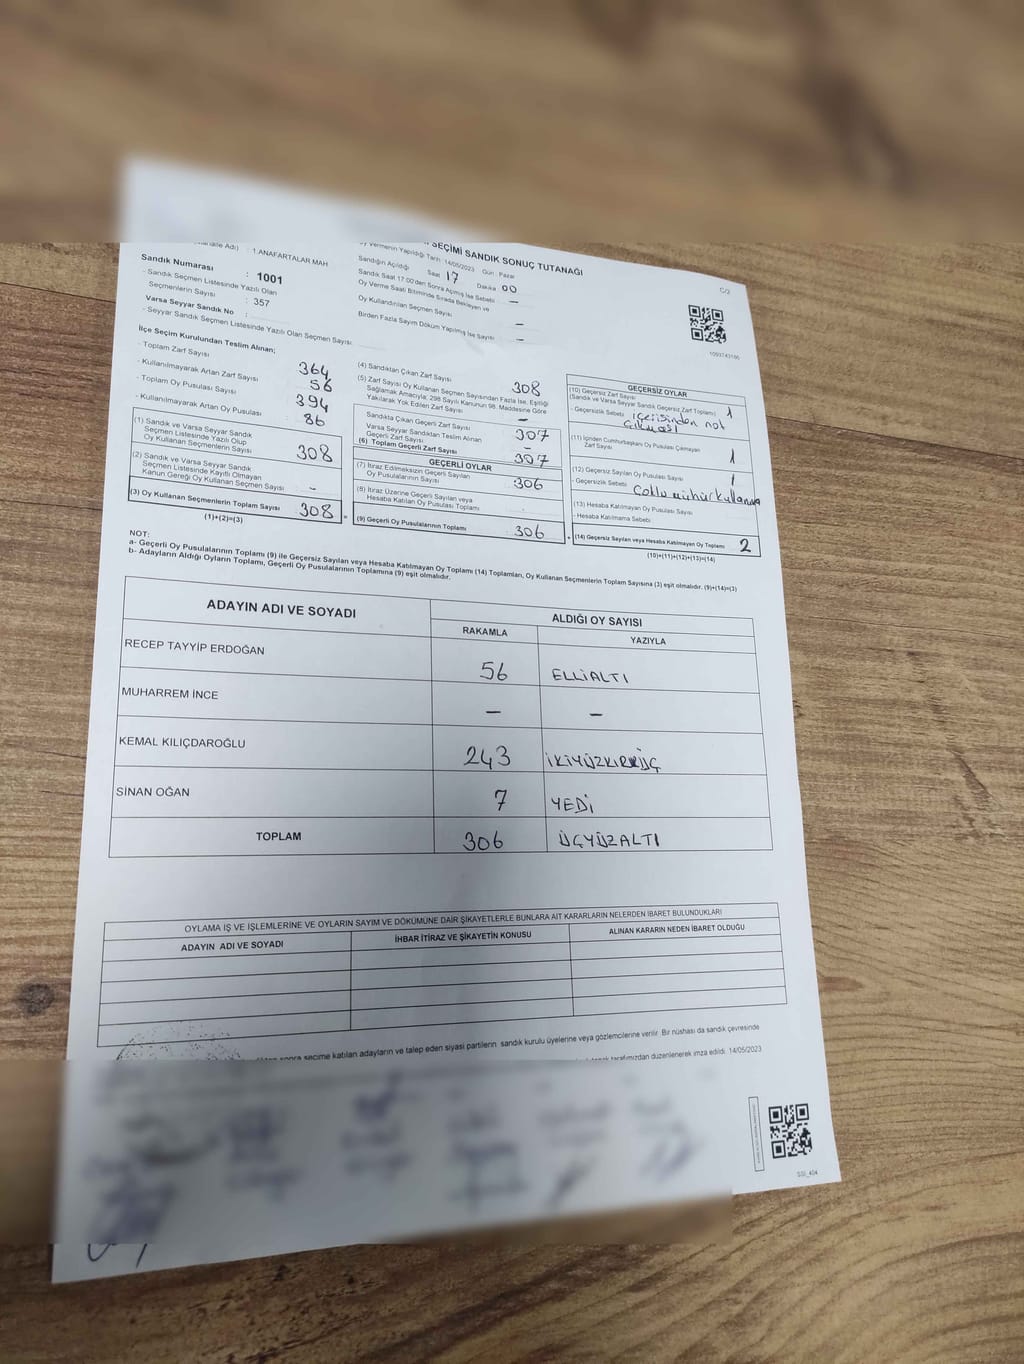 SEÇİMİ SANDIK SONUÇ TUTANAĞI
: 1.ANAFARTALAR MAH
Sandık Numarası : 1001
- Sandık Seçmen Listesinde Yazılı Olan Seçmenlerin Sayısı : 357
Varsa Seyyar Sandık No :
- Seyyar Sandık Seçmen Listesinde Yazılı Olan Seçmen Sayısı :
Oy Vermenin Yapıldığı Tarih :14/05/2023 Gün : Pazar
Sandığın Açıldığı Saat 17 Dakika 00
Sandık Saat 17.00'den Sonra Açılmış İse Sebebi : —
Oy Verme Saati Bitiminde Sırada Bekleyen ve
Oy Kullandırılan Seçmen Sayısı —
Birden Fazla Sayım Döküm Yapılmış İse Sayısı : —
C/2
İlçe Seçim Kurulundan Teslim Alınan;
- Toplam Zarf Sayısı 364
- Kullanılmayarak Artan Zarf Sayısı 56
- Toplam Oy Pusulası Sayısı 394
- Kullanılmayarak Artan Oy Pusulası 86
(1) Sandık ve Varsa Seyyar Sandık
Seçmen Listesinde Yazılı Olup
Oy Kullanan Seçmenlerin Sayısı 308
(2) Sandık ve Varsa Seyyar Sandık
Seçmen Listesinde Kayıtlı Olmayan
Kanun Gereği Oy Kullanan Seçmen Sayısı -
(3) Oy Kullanan Seçmenlerin Toplam Sayısı 308
(1)+(2)=(3)
(4) Sandıktan Çıkan Zarf Sayısı 308
(5) Zarf Sayısı Oy Kullanan Seçmen Sayısından Fazla İse, Eşitliği
Sağlamak Amacıyla; 298 Sayılı Kanunun 98. Maddesine Göre
Yakılarak Yok Edilen Zarf Sayısı —
Sandıkta Çıkan Geçerli Zarf Sayısı 307
Varsa Seyyar Sandıktan Teslim Alınan
Geçerli Zarf Sayısı: —
(6) Toplam Geçerli Zarf Sayısı 307
GEÇERLİ OYLAR
(7) İtiraz Edilmeksizin Geçerli Sayılan
Oy Pusulalarının Sayısı 306
(8) İtiraz Üzerine Geçerli Sayılan veya
Hesaba Katılan Oy Pusulası Toplamı
(9) Geçerli Oy Pusulalarının Toplamı 306
GEÇERSİZ OYLAR
(10) Geçersiz Zarf Sayısı
(Sandık ve Varsa Seyyar Sandık Geçersiz Zarf Toplamı) 1
- Geçersizlik Sebebi içerisinden not
çıkması
(11) İçinden Cumhurbaşkanı Oy Pusulası Çıkmayan
Zarf Sayısı 1
(12) Geçersiz Sayılan Oy Pusulası Sayısı 1
- Geçersizlik Sebebi
(13) Hesaba Katılmayan Oy Pusulası Sayısı
- Hesaba Katılmama Sebebi
(14) Geçersiz Sayılan veya Hesaba Katılmayan Oy Toplamı 2
(10)+(11)+(12)+(13)=(14)
NOT:
a- Geçerli Oy Pusulalarının Toplamı (9) ile Geçersiz Sayılan veya Hesaba Katılmayan Oy Toplamı (14) Toplamları, Oy Kullanan Seçmenlerin Toplam Sayısına (3) eşit olmalıdır. (9)+(14)=(3)
b- Adayların Aldığı Oyların Toplamı, Geçerli Oy Pusulalarının Toplamına (9) eşit olmalıdır.
ADAYIN ADI VE SOYADI ALDIĞI OY SAYISI
RAKAMLA YAZIYLA
RECEP TAYYİP ERDOĞAN 56 ELLİALTI
MUHARREM İNCE — —
KEMAL KILIÇDAROĞLU 243
SİNAN OĞAN 7 YEDİ
TOPLAM 306 ÜÇYÜZALTI
OYLAMA İŞ VE İŞLEMLERİNE VE OYLARIN SAYIM VE DÖKÜMÜNE DAİR ŞİKAYETLERLE BUNLARA AİT KARARLARIN NELERDEN İBARET BULUNDUKLARI
ADAYIN ADI VE SOYADI İHBAR İTİRAZ VE ŞİKAYETİN KONUSU ALINAN KARARIN NEDEN İBARET OLDUĞU
sonra seçime katılan adayların ve talep eden siyasi partilerin sandık kurulu üyelerine veya gözlemcilerine verilir. Bir nüshası da sandık çevresinde
tarafımızdan düzenlenerek imza edildi. 14/05/2023